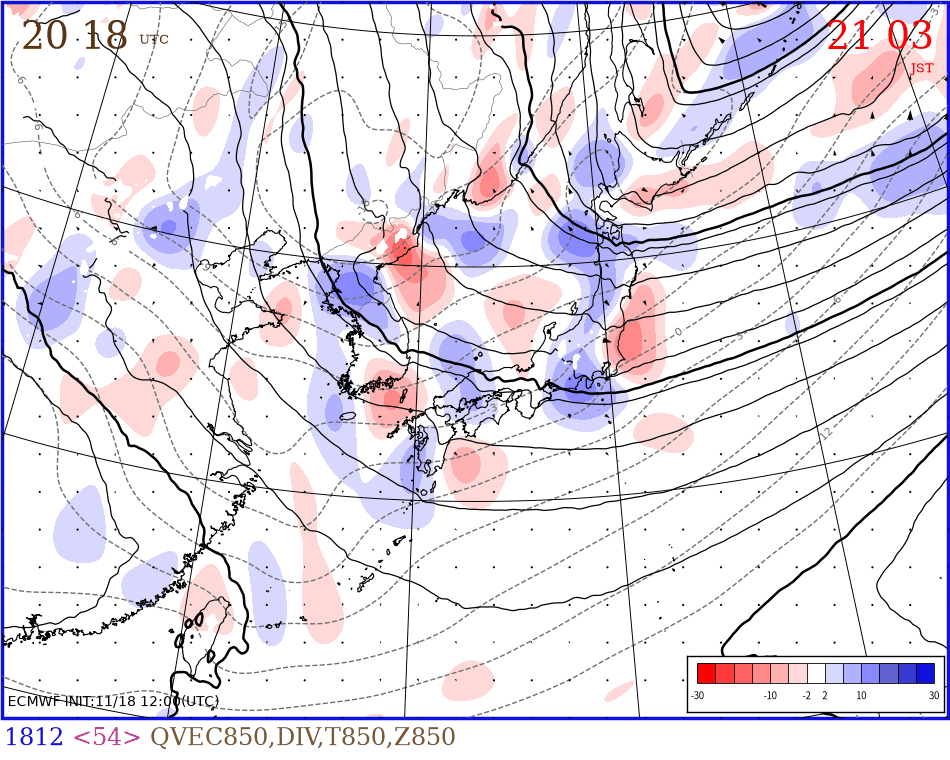 20 18 UTC
21 03
JST
ECMWF INIT:11/18 12:00(UTC)
-30 -10 -2 2 10 30
1812 <54> QVEC850,DIV,T850,Z850